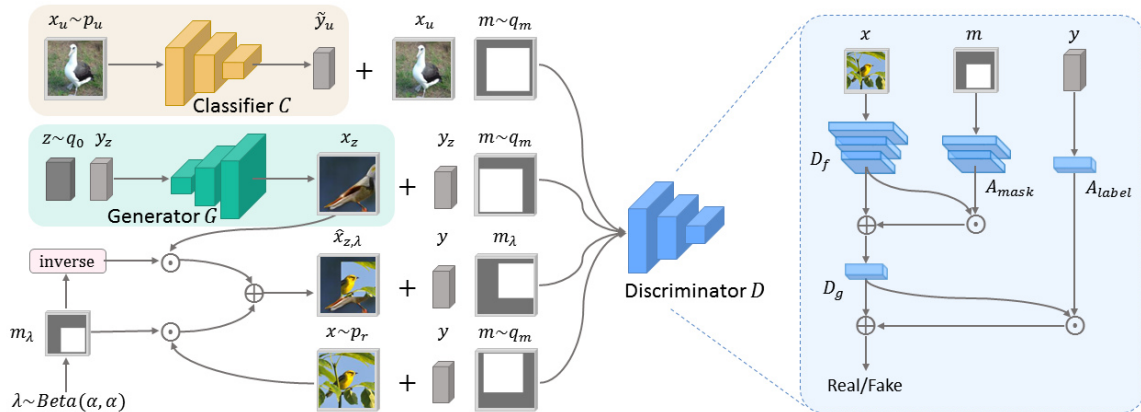 x_u~p_u
ỹ_u
x_u
m~q_m
+
Classifier C
z~q_0
y_z
x_z
y_z
m~q_m
+
Generator G
x̂_{z,λ}
y
m_λ
inverse
+
m_λ
x~p_r
y
m~q_m
+
λ~Beta(α, α)
Discriminator D
x
m
y
D_f
A_mask
A_label
D_g
Real/Fake